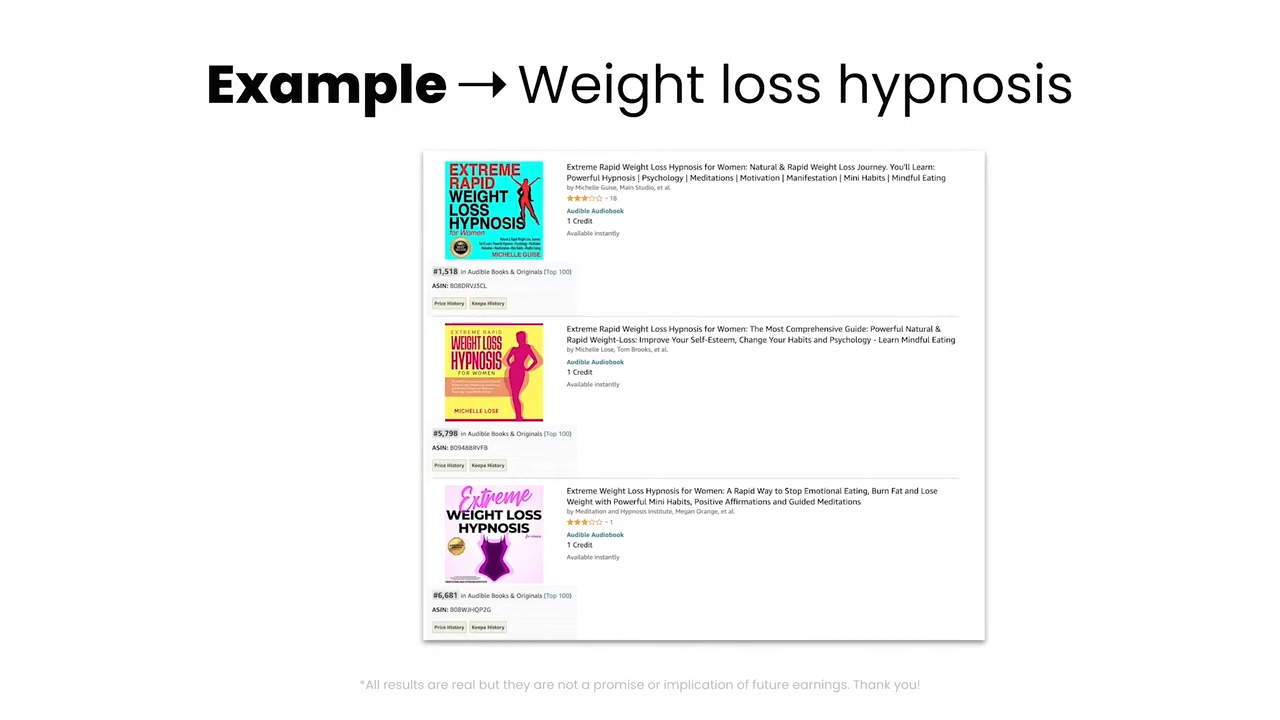 Example → Weight loss hypnosis
EXTREME
RAPID
WEIGHT
LOSS
HYPNOSIS
for Women
MICHELLE GUISE
Extreme Rapid Weight Loss Hypnosis for Women: Natural & Rapid Weight Loss Journey. You'll Learn:
Powerful Hypnosis | Psychology | Meditations | Motivation | Manifestation | Mini Habits | Mindful Eating
by Michelle Guise, Main Studio, et al.
~ 18
Audible Audiobook
1 Credit
Available instantly
#1,518 in Audible Books & Originals (Top 100)
ASIN: B08DRVJ3CL
Price History Keepa History
EXTREME RAPID
WEIGHT LOSS
HYPNOSIS
FOR WOMEN
MICHELLE LOSE
Extreme Rapid Weight Loss Hypnosis for Women: The Most Comprehensive Guide: Powerful Natural &
Rapid Weight-Loss: Improve Your Self-Esteem, Change Your Habits and Psychology - Learn Mindful Eating
by Michelle Lose, Tom Brooks, et al.
Audible Audiobook
1 Credit
Available instantly
#5,798 in Audible Books & Originals (Top 100)
ASIN: B094BBRVFB
Price History Keepa History
Extreme
WEIGHT LOSS
HYPNOSIS
for women
Extreme Weight Loss Hypnosis for Women: A Rapid Way to Stop Emotional Eating, Burn Fat and Lose
Weight with Powerful Mini Habits, Positive Affirmations and Guided Meditations
by Meditation and Hypnosis Institute, Megan Orange, et al.
~ 1
Audible Audiobook
1 Credit
Available instantly
#6,681 in Audible Books & Originals (Top 100)
ASIN: B08WJHQP2G
Price History Keepa History
*All results are real but they are not a promise or implication of future earnings. Thank you!